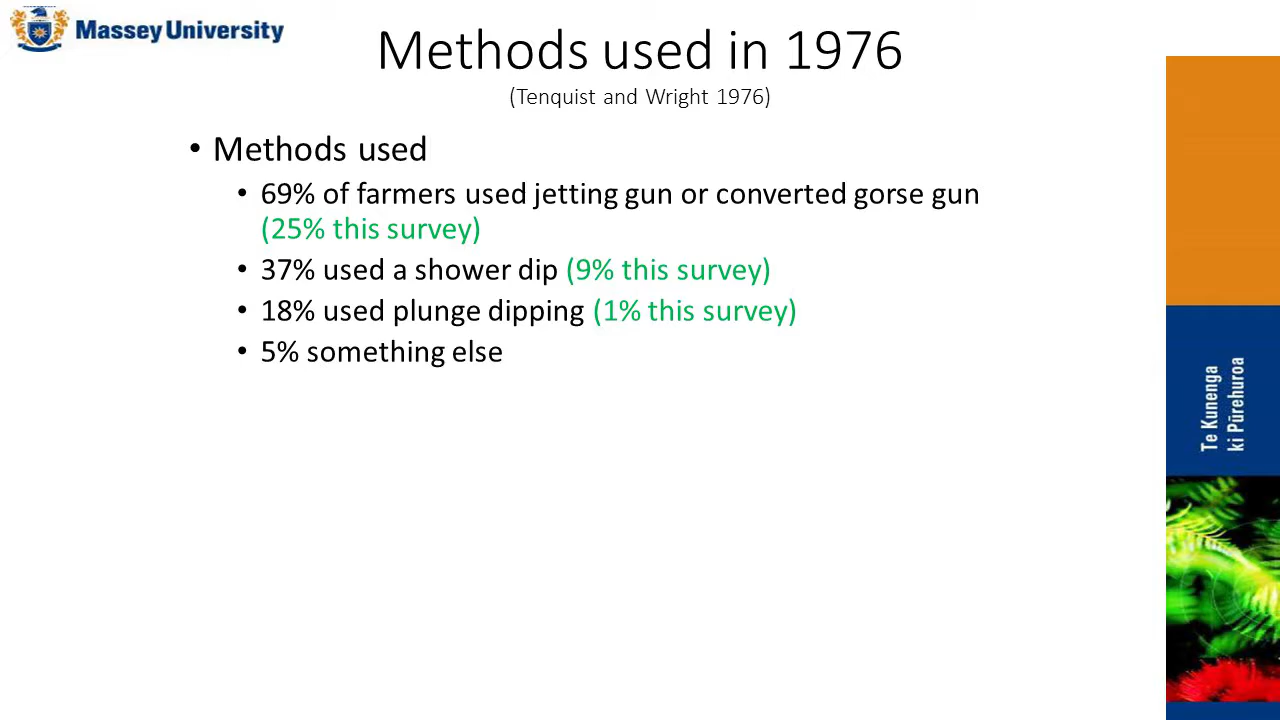 Massey University
Methods used in 1976
(Tenquist and Wright 1976)
• Methods used
• 69% of farmers used jetting gun or converted gorse gun
(25% this survey)
• 37% used a shower dip (9% this survey)
• 18% used plunge dipping (1% this survey)
• 5% something else
Te Kunenga
ki Pūrehuroa